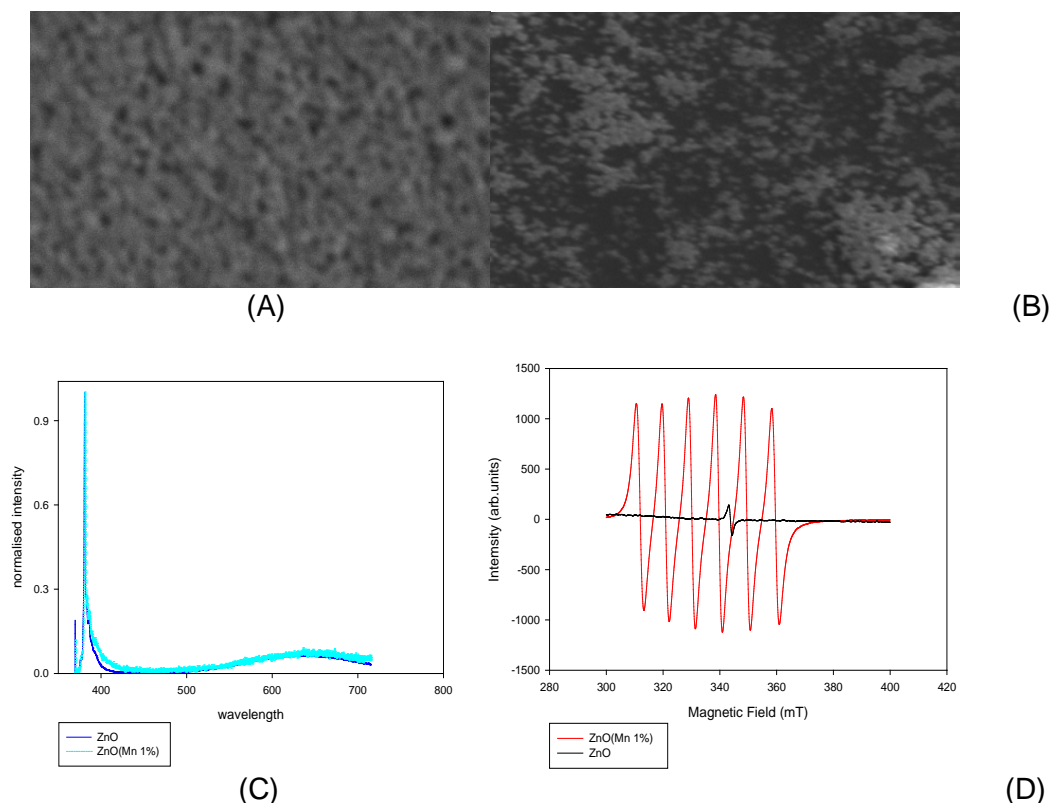 (A)
(B)
normalised intensity
0.9
0.6
0.3
0.0
400
500
600
700
800
wavelength
ZnO
ZnO(Mn 1%)
(C)
Intemsity (arb.units)
1500
1000
500
0
-500
-1000
-1500
280
300
320
340
360
380
400
420
Magnetic Field (mT)
ZnO(Mn 1%)
ZnO
(D)